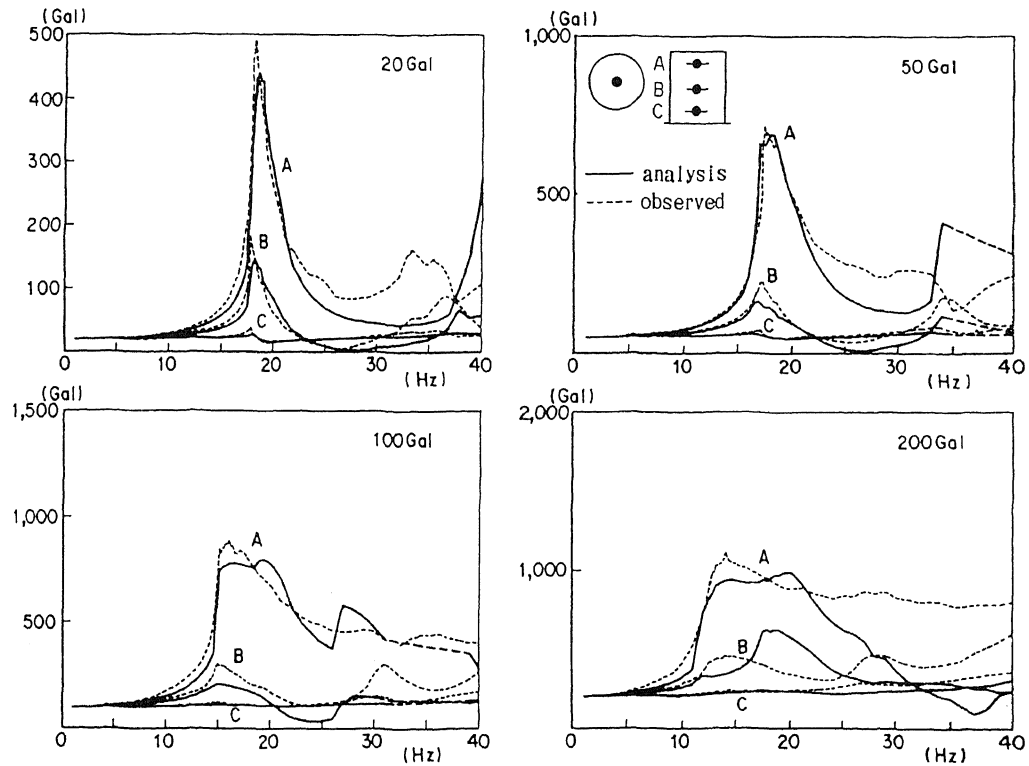 (Gal)
500
400
300
200
100
20 Gal
A
B
C
0
10
20
30
40
(Hz)
(Gal)
1,000
500
50 Gal
A
B
C
A
B
C
analysis
observed
0
10
20
30
40
(Hz)
(Gal)
1,500
1,000
500
100 Gal
A
B
C
0
10
20
30
40
(Hz)
(Gal)
2,000
1,000
200 Gal
A
B
C
0
10
20
30
40
(Hz)